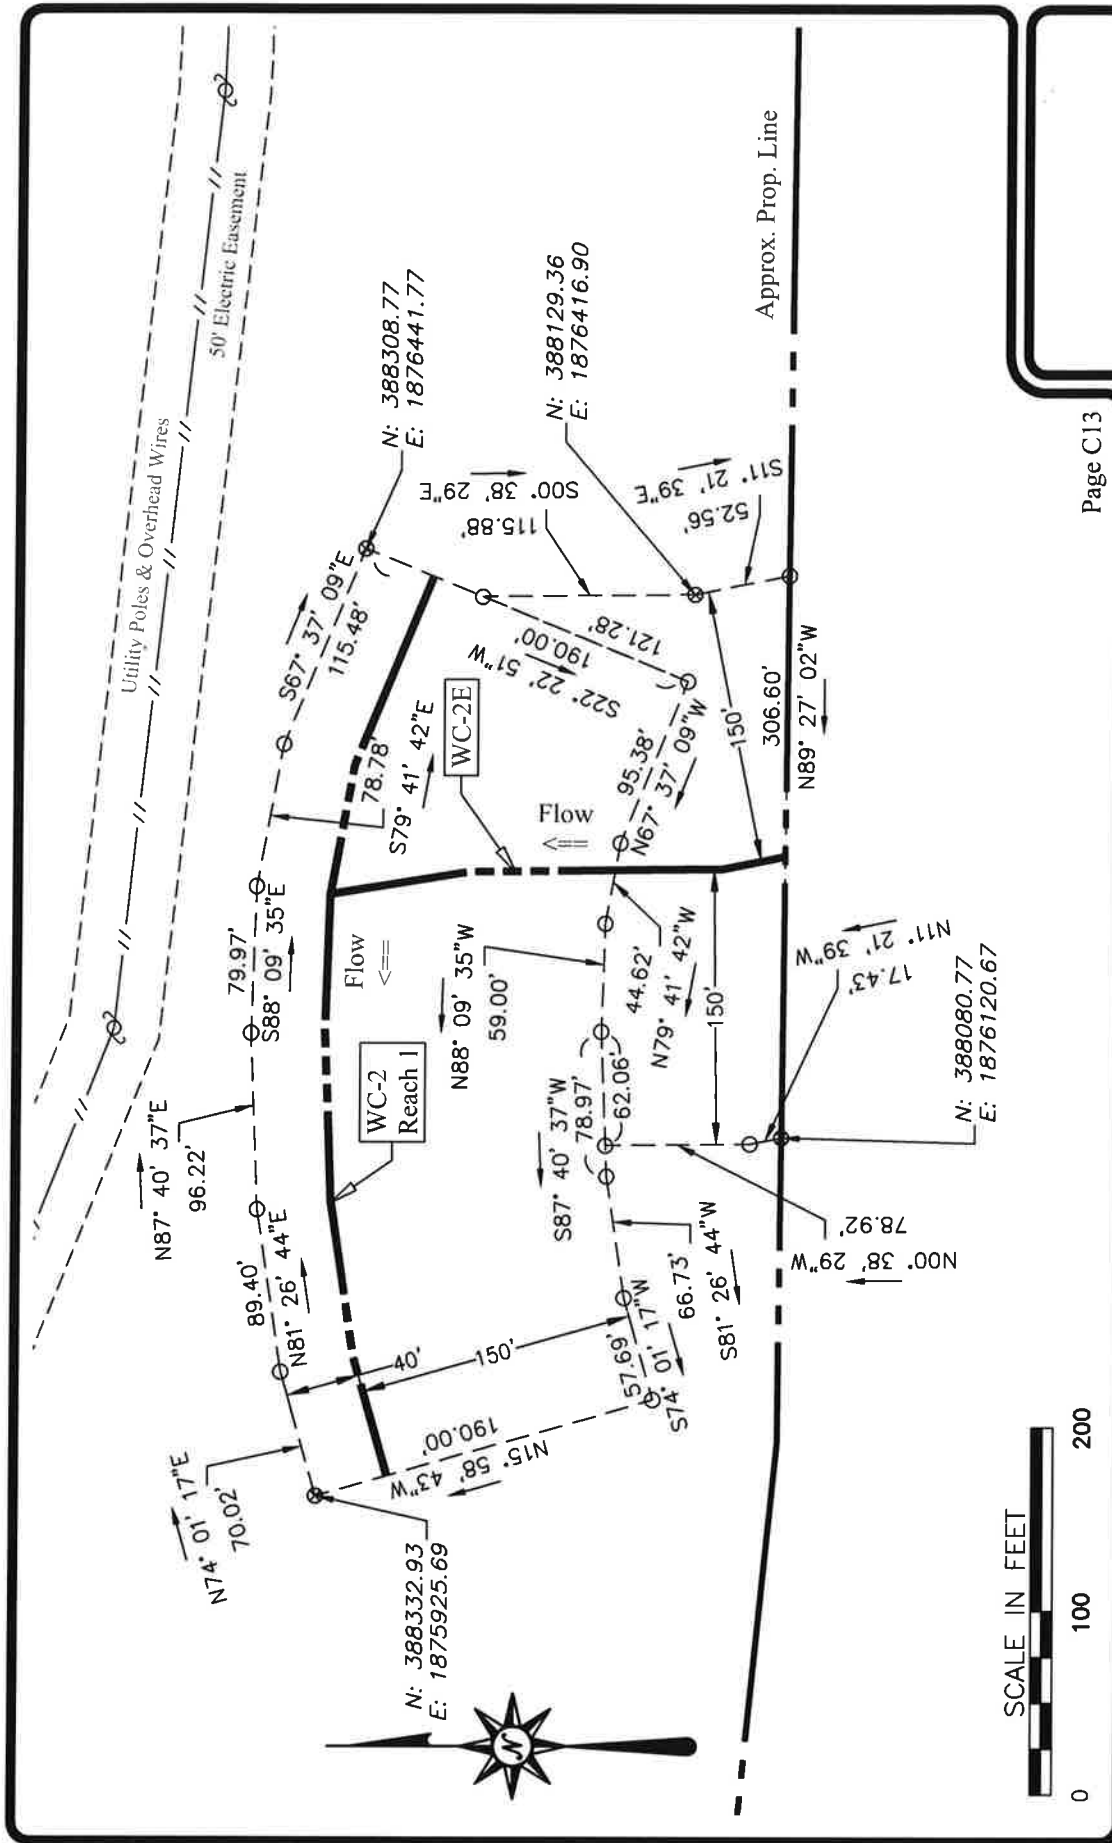 Utility Poles & Overhead Wires
50' Electric Easement
N74° 01' 17"E
70.02'
N81° 26' 44"E
89.40'
N87° 40' 37"E
96.22'
S88° 09' 35"E
79.97'
S79° 41' 42"E
78.78'
S67° 37' 09"E
115.48'
N: 388308.77
E: 1876441.77
N: 388332.93
E: 1875925.69
N15° 58' 43"W
190.00'
40'
150'
WC-2
Reach 1
Flow
<==
WC-2E
Flow
<==
S22° 22' 51"W
190.00'
121.28'
S00° 38' 29"E
115.88'
N: 388129.36
E: 1876416.90
S11° 21' 39"E
52.56'
N67° 37' 09"W
95.38'
N79° 41' 42"W
44.62'
N88° 09' 35"W
59.00'
S87° 40' 37"W
78.97'
62.06'
S81° 26' 44"W
66.73'
S74° 01' 17"W
57.69'
150'
150'
306.60'
N89° 27' 02"W
N11° 21' 39"W
17.43'
N00° 38' 29"W
78.92'
N: 388080.77
E: 1876120.67
Approx. Prop. Line
N
SCALE IN FEET
0 100 200
Page C13